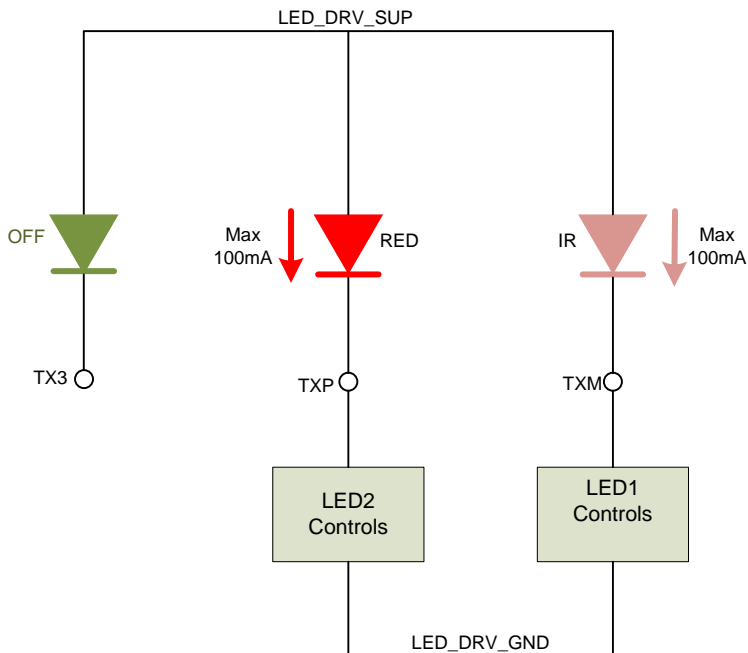 LED_DRV_SUP
OFF
Max
100mA
RED
IR
Max
100mA
TX3
TXP
TXM
LED2
Controls
LED1
Controls
LED_DRV_GND